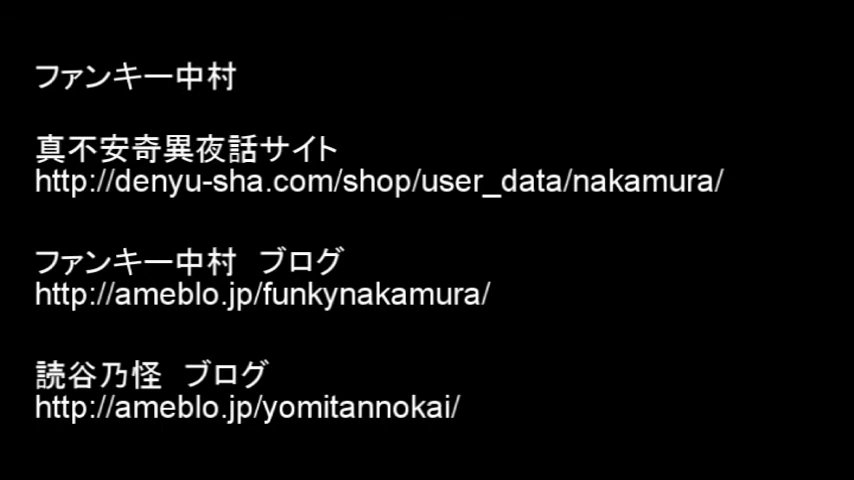 ファンキー中村
真不安奇異夜話サイト
http://denyu-sha.com/shop/user_data/nakamura/
ファンキー中村　ブログ
http://ameblo.jp/funkynakamura/
読谷乃怪　ブログ
http://ameblo.jp/yomitannokai/